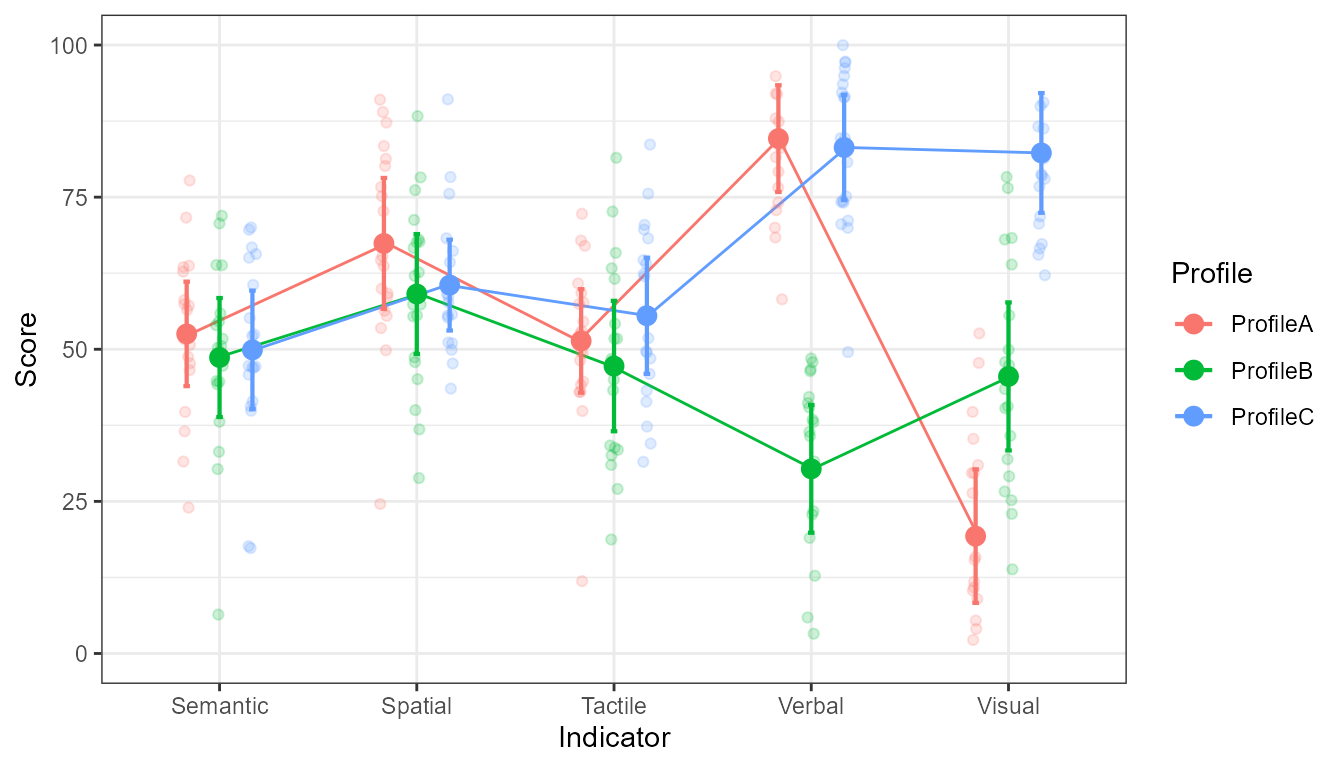 100
75
50
25
0
Score
Semantic Spatial Tactile Verbal Visual
Indicator
Profile
ProfileA
ProfileB
ProfileC